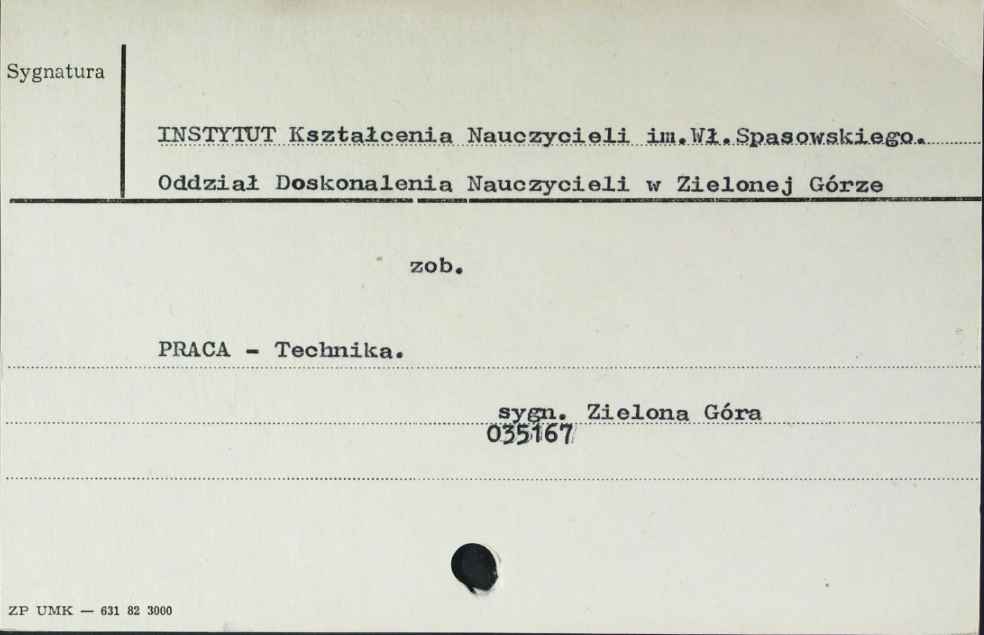 Sygnatura
INSTYTUT Kształcenia Nauczycieli im.Wł.Spasowskiego.
Oddział Doskonalenia Nauczycieli w Zielonej Górze
zob.
PRACA - Technika.
sygn. Zielona Góra
035167
ZP UMK — 631 82 3000